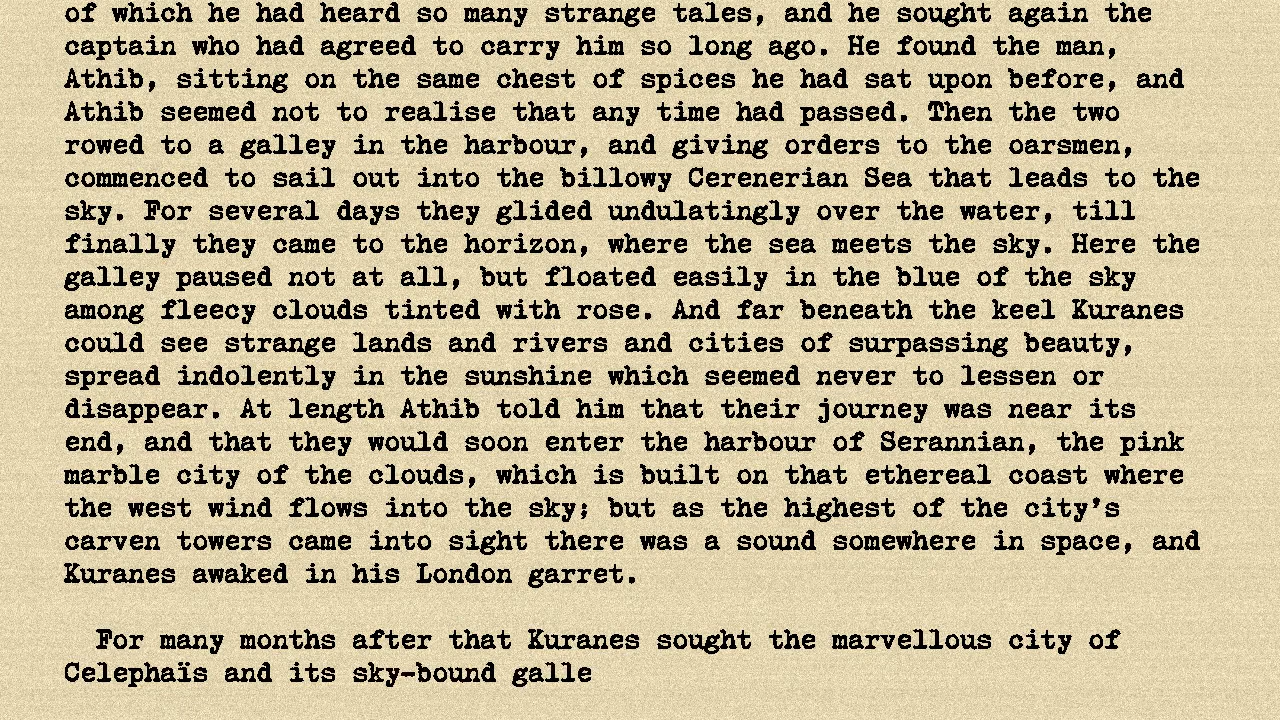 of which he had heard so many strange tales, and he sought again the
captain who had agreed to carry him so long ago. He found the man,
Athib, sitting on the same chest of spices he had sat upon before, and
Athib seemed not to realise that any time had passed. Then the two
rowed to a galley in the harbour, and giving orders to the oarsmen,
commenced to sail out into the billowy Cerenerian Sea that leads to the
sky. For several days they glided undulatingly over the water, till
finally they came to the horizon, where the sea meets the sky. Here the
galley paused not at all, but floated easily in the blue of the sky
among fleecy clouds tinted with rose. And far beneath the keel Kuranes
could see strange lands and rivers and cities of surpassing beauty,
spread indolently in the sunshine which seemed never to lessen or
disappear. At length Athib told him that their journey was near its
end, and that they would soon enter the harbour of Serannian, the pink
marble city of the clouds, which is built on that ethereal coast where
the west wind flows into the sky; but as the highest of the city’s
carven towers came into sight there was a sound somewhere in space, and
Kuranes awaked in his London garret.
For many months after that Kuranes sought the marvellous city of
Celephaïs and its sky-bound galle